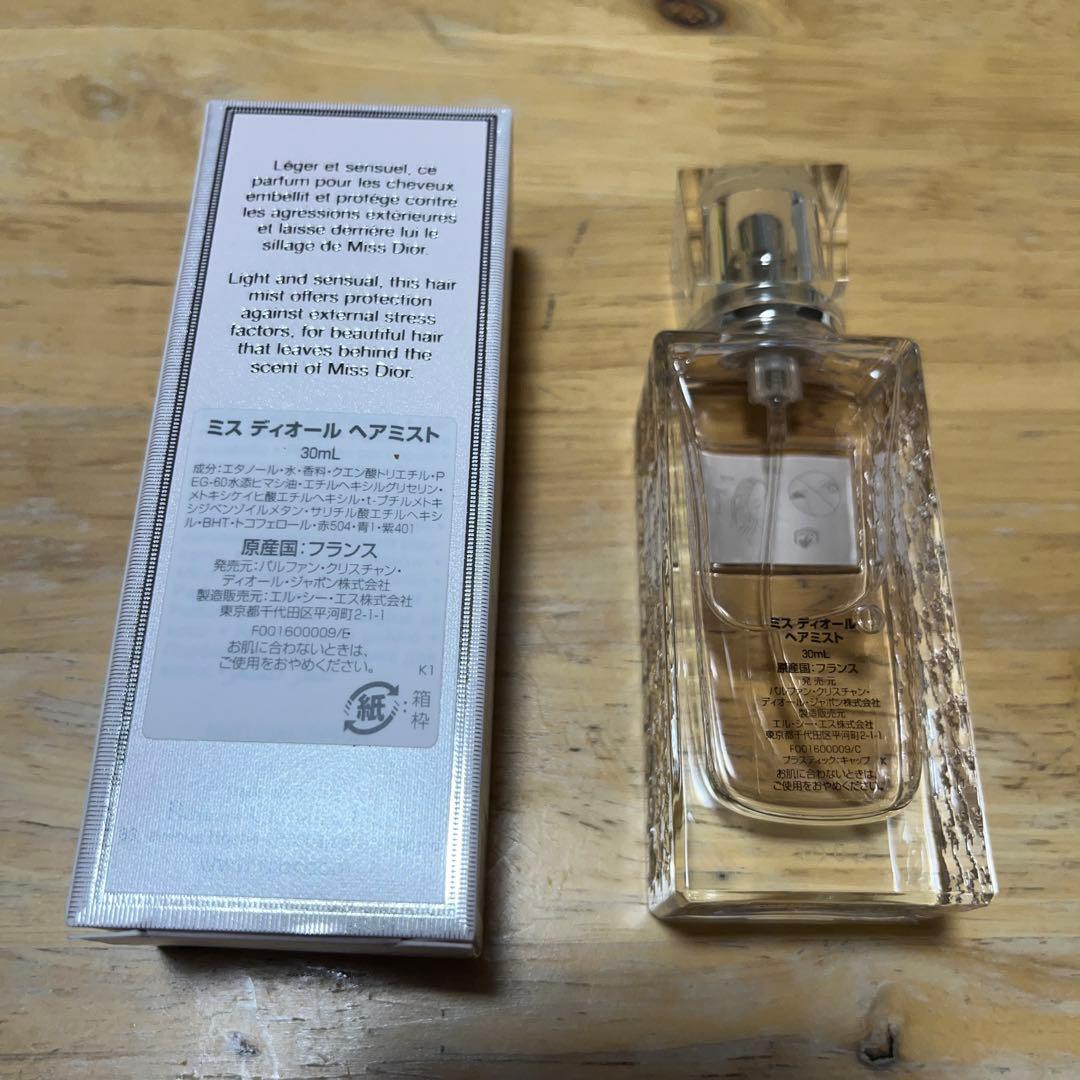 Léger et sensuel, ce
parfum pour les cheveux
embellit et protège contre
les agressions extérieures
et laisse derrière lui le
sillage de Miss Dior.
Light and sensual, this hair
mist offers protection
against external stress
factors, for beautiful hair
that leaves behind the
scent of Miss Dior.
ミス ディオール ヘアミスト
30mL
成分：エタノール・水・香料・クエン酸トリエチル・P
EG-60水添ヒマシ油・エチルヘキシルグリセリン・
メトキシケイヒ酸エチルヘキシル・t-ブチルメトキ
シジベンゾイルメタン・サリチル酸エチルヘキシ
ル・BHT・トコフェロール・赤504・青1・紫401
原産国：フランス
発売元：パルファン・クリスチャン・
ディオール・ジャポン株式会社
製造販売元：エル・シー・エス株式会社
東京都千代田区平河町2-1-1
F001600009/E
お肌に合わないときは、
ご使用をおやめください。
K1
紙：箱
枠
ミス ディオール
ヘアミスト
30mL
原産国：フランス
発売元
パルファン・クリスチャン・
ディオール・ジャポン株式会社
製造販売元
エル・シー・エス株式会社
東京都千代田区平河町2-1-1
F001600009/C
プラスティック：キャップ K
お肌に合わないときは、
ご使用をおやめください。